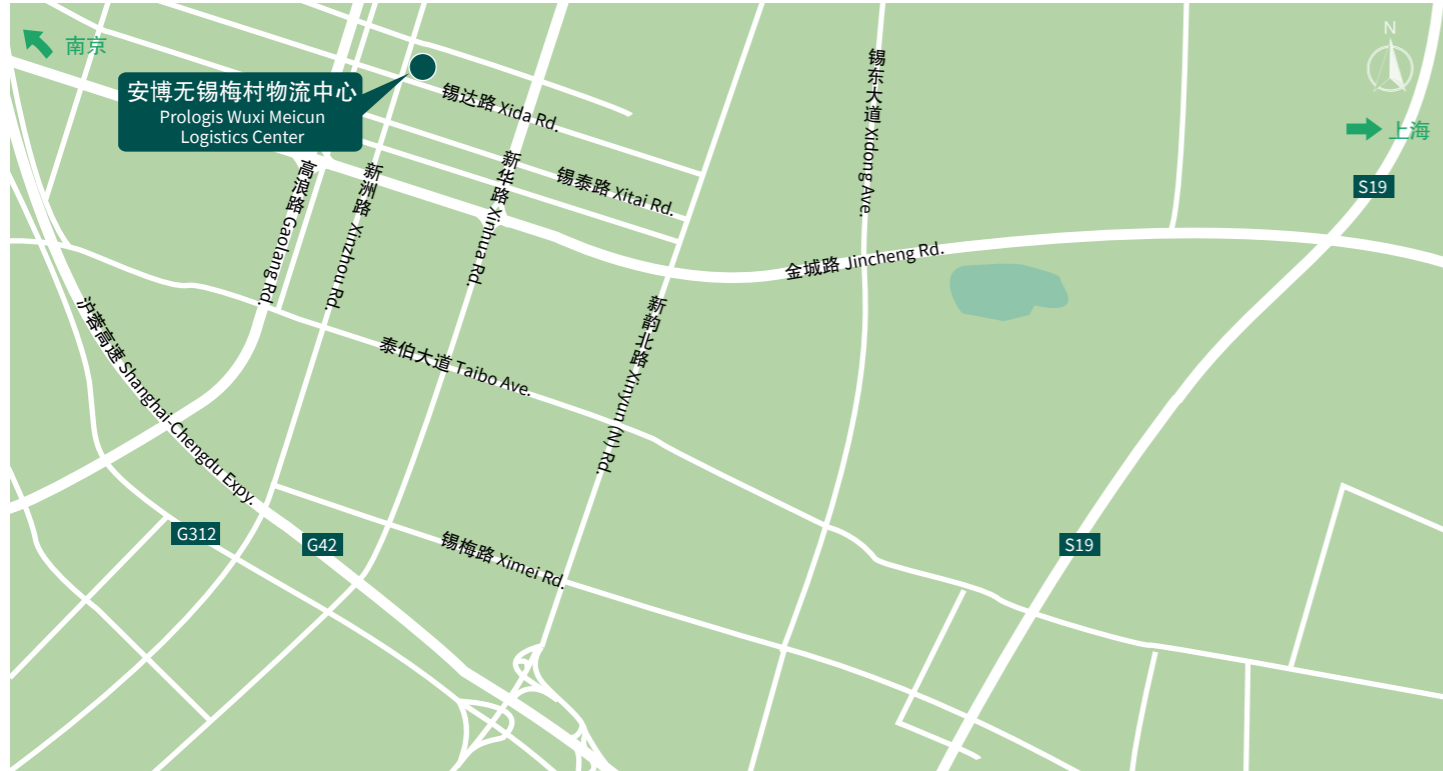 南京
N
安博无锡梅村物流中心
Prologis Wuxi Meicun
Logistics Center
锡达路 Xida Rd.
锡东大道 Xidong Ave.
上海
S19
高浪路 Gaolang Rd.
新洲路 Xinzhou Rd.
新华路 Xinhua Rd.
锡泰路 Xitai Rd.
金城路 Jincheng Rd.
沪蓉高速 Shanghai-Chengdu Expy.
泰伯大道 Taibo Ave.
新韵北路 Xinyun (N) Rd.
G312
G42
锡梅路 Ximei Rd.
S19